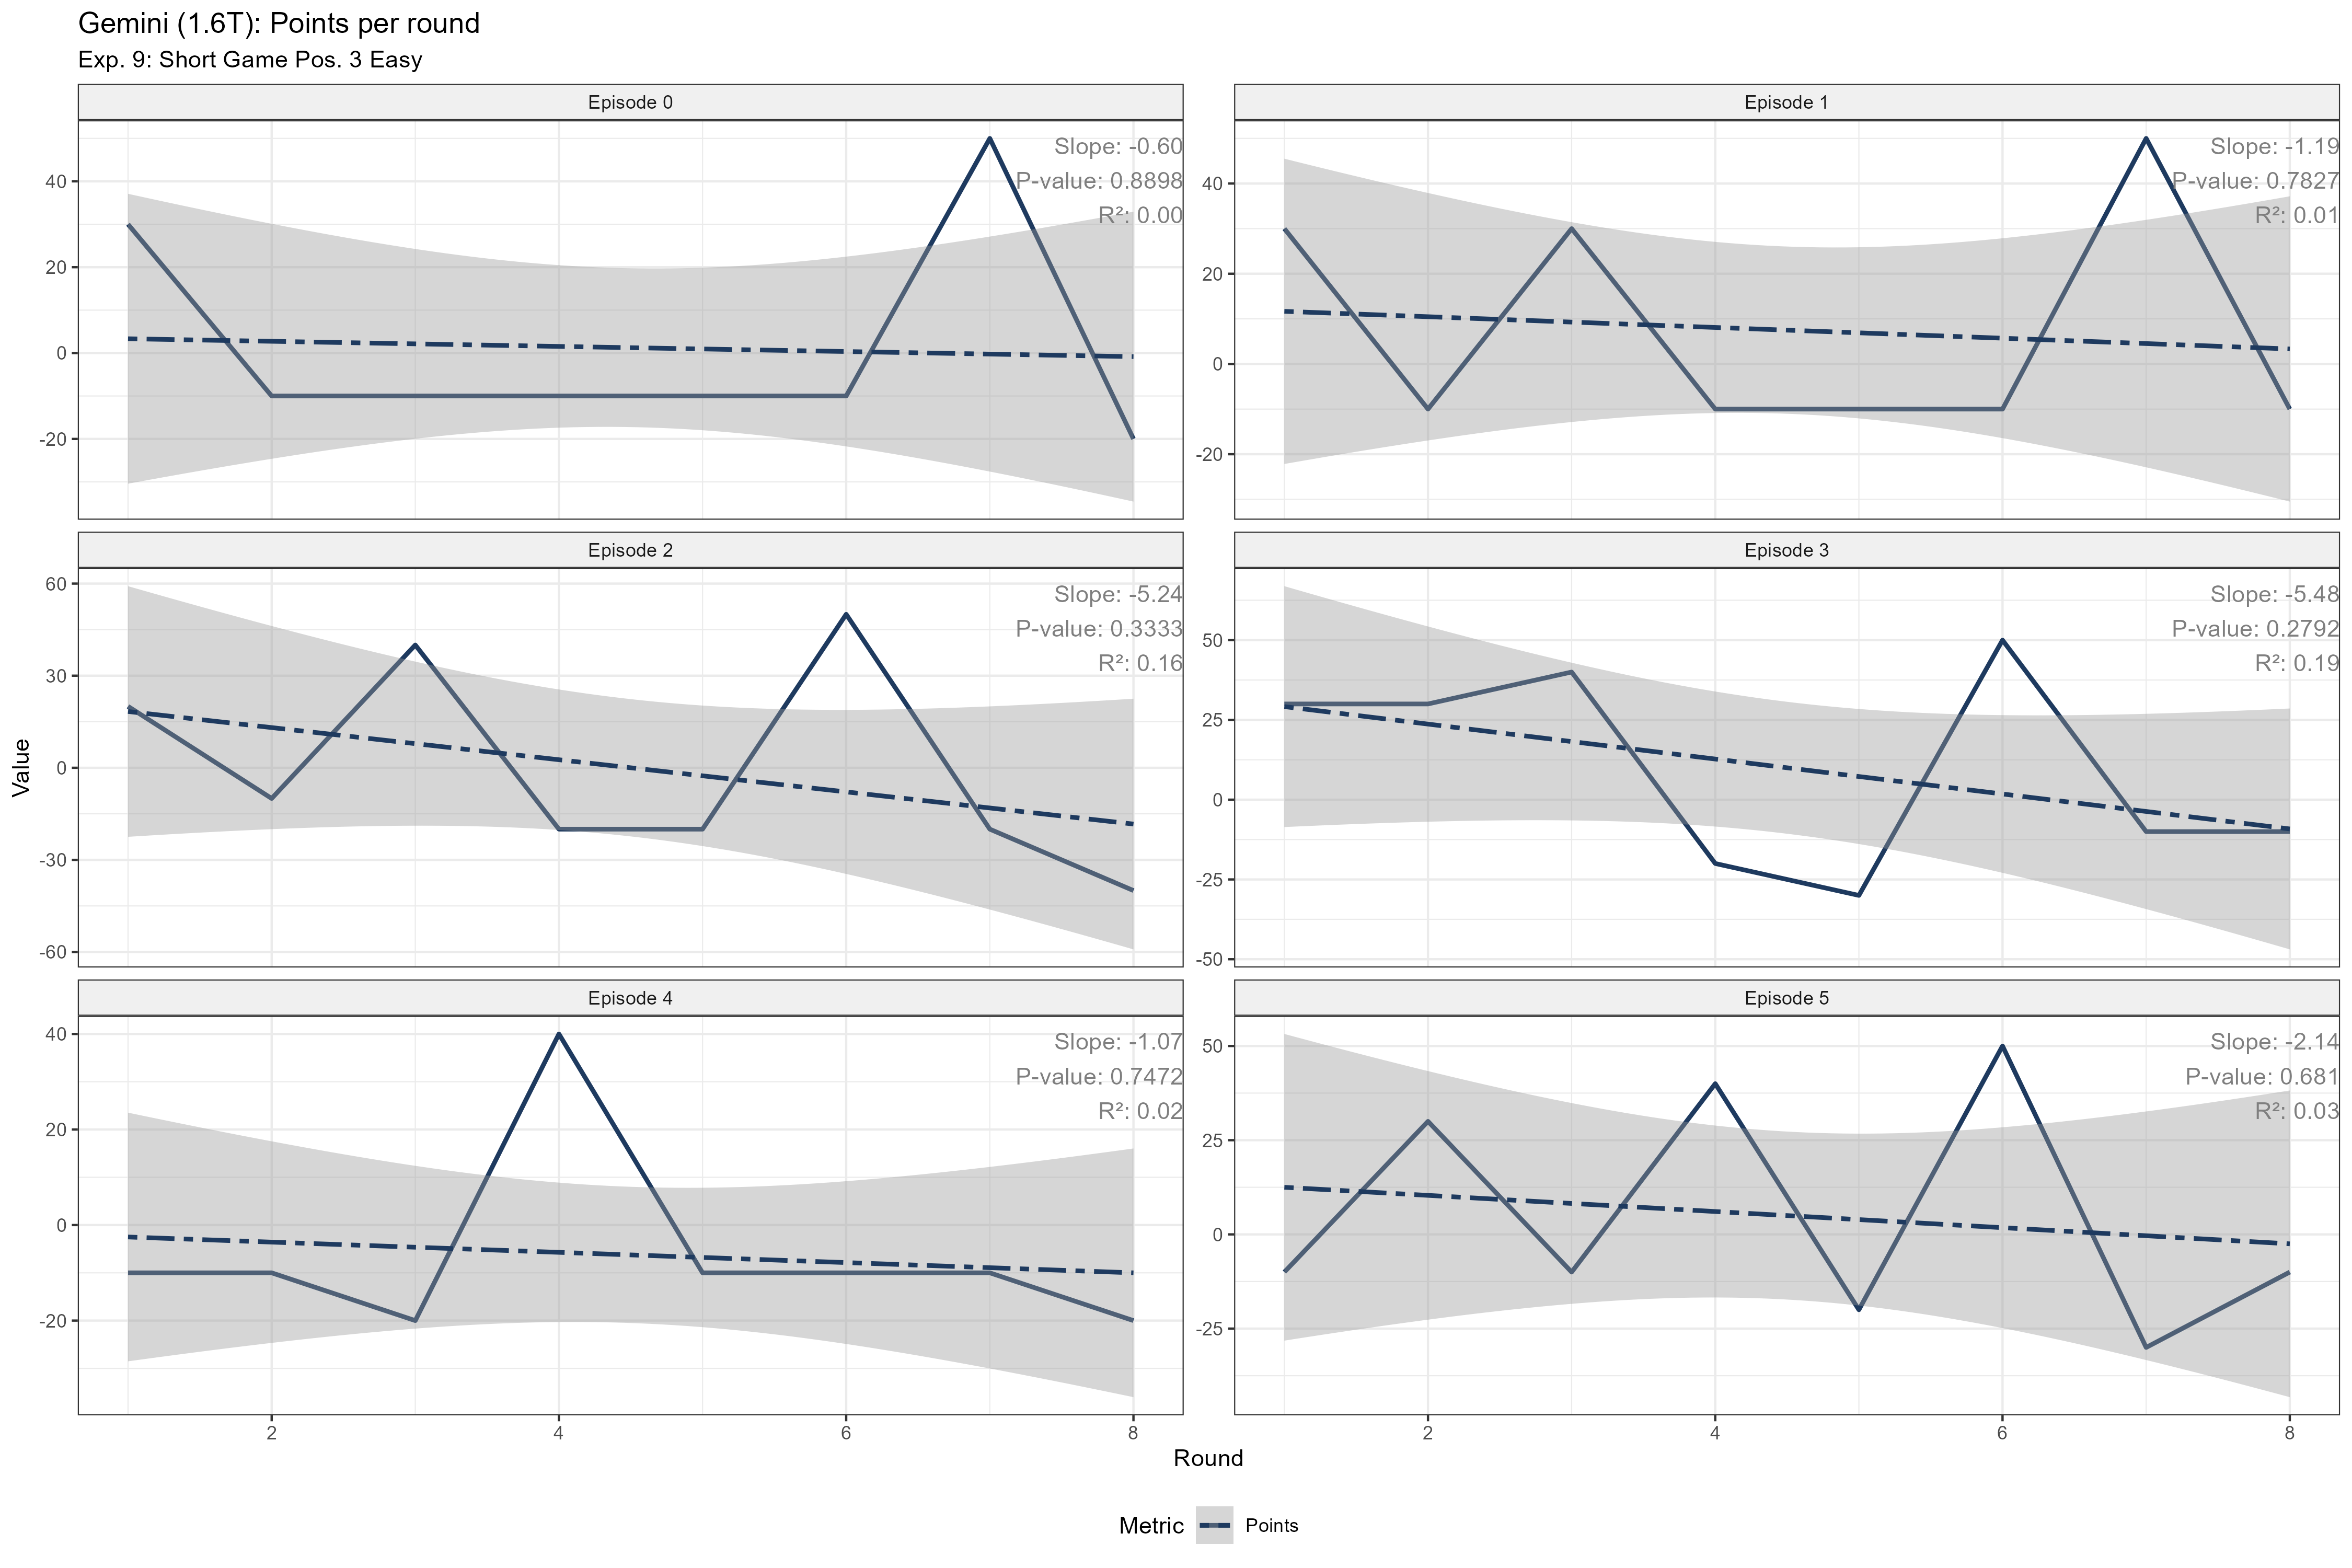 Gemini (1.6T): Points per round
Exp. 9: Short Game Pos. 3 Easy
Episode 0
Slope: -0.60
P-value: 0.8898
R²: 0.00
40
20
0
-20
Episode 1
Slope: -1.19
P-value: 0.7827
R²: 0.01
40
20
0
-20
Episode 2
Slope: -5.24
P-value: 0.3333
R²: 0.16
60
30
0
-30
-60
Episode 3
Slope: -5.48
P-value: 0.2792
R²: 0.19
50
25
0
-25
-50
Episode 4
Slope: -1.07
P-value: 0.7472
R²: 0.02
40
20
0
-20
2 4 6 8
Episode 5
Slope: -2.14
P-value: 0.681
R²: 0.03
50
25
0
-25
2 4 6 8
Value
Round
Metric Points